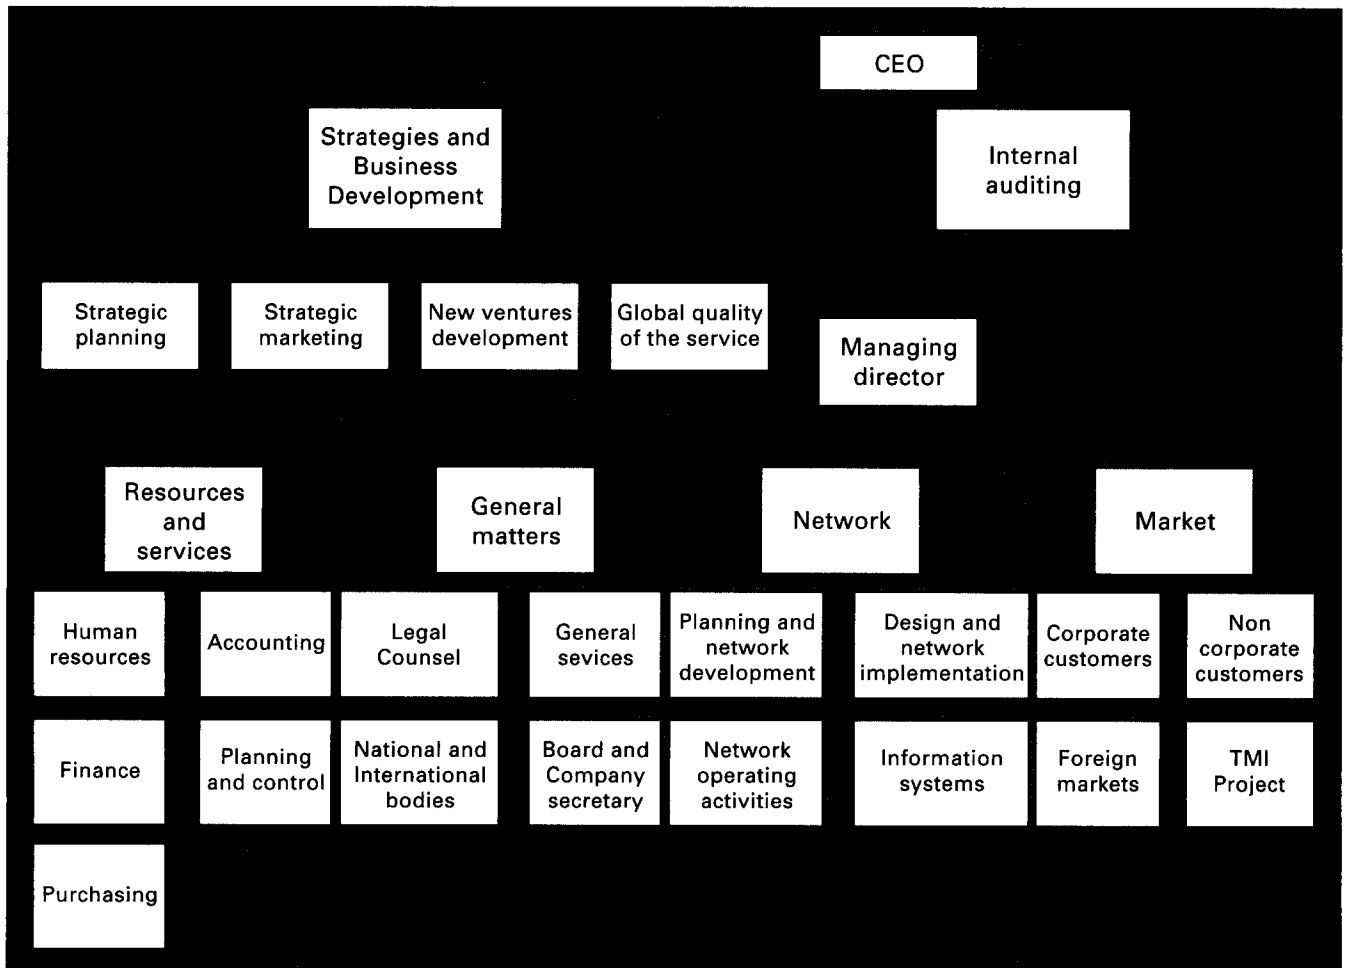 CEO
Strategies and
Business
Development
Internal
auditing
Strategic
planning
Strategic
marketing
New ventures
development
Global quality
of the service
Managing
director
Resources
and
services
General
matters
Network
Market
Human
resources
Accounting
Legal
Counsel
General
sevices
Planning and
network
development
Design and
network
implementation
Corporate
customers
Non
corporate
customers
Finance
Planning
and control
National and
International
bodies
Board and
Company
secretary
Network
operating
activities
Information
systems
Foreign
markets
TMI
Project
Purchasing